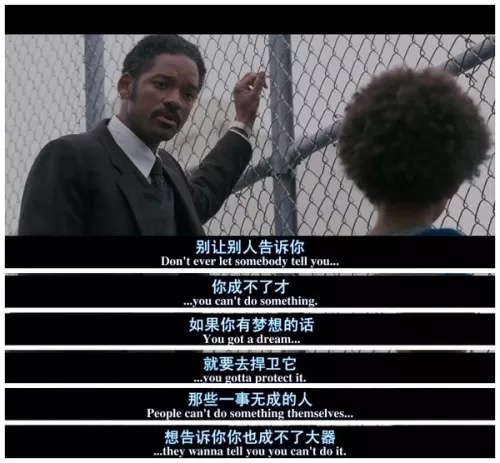 别让别人告诉你
Don't ever let somebody tell you...
你成不了才
...you can't do something.
如果你有梦想的话
You got a dream...
就要去捍卫它
...you gotta protect it.
那些一事无成的人
People can't do something themselves...
想告诉你你也成不了大器
...they wanna tell you you can't do it.